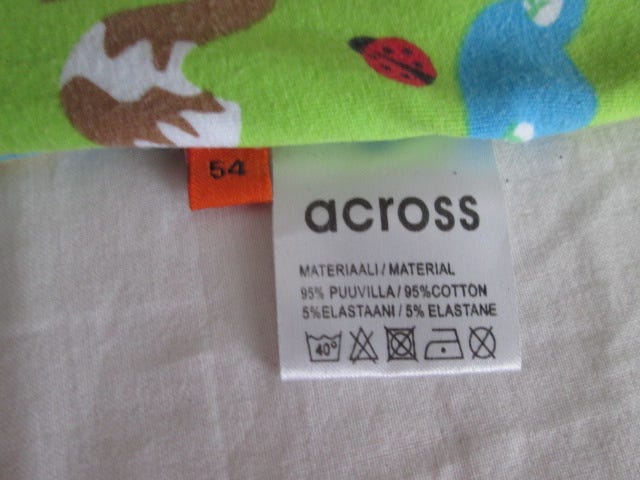 54
across
MATERIAALI / MATERIAL
95% PUUVILLA / 95%COTTON
5%ELASTAANI / 5% ELASTANE
40°